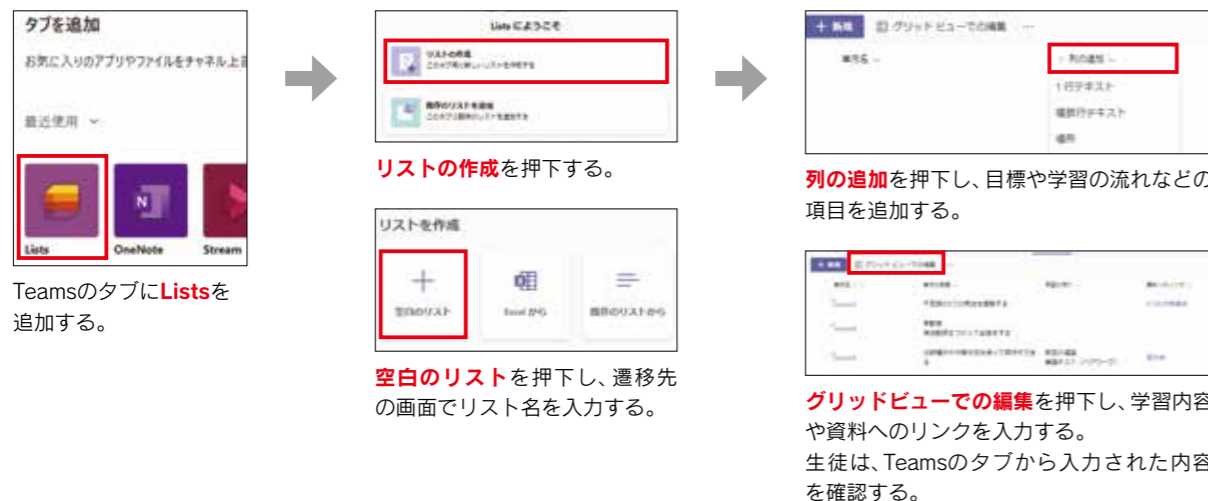 タブを追加
お気に入りのアプリやファイルをチャネル上
最近使用
Lists
OneNote
Stream
Teamsのタブに Listsを
追加する。
Lists にようこそ
リストの作成
既存のリストを追加
リストの作成を押下する。
リストを作成
空白のリスト
Excel から
既存のリストから
空白のリストを押下し、遷移先
の画面でリスト名を入力する。
+ 新規
グリッド ビューでの編集 ···
単元名
列の追加
1 行テキスト
複数行テキスト
場所
列の追加を押下し、目標や学習の流れなどの
項目を追加する。
+ 新規
グリッド ビューでの編集
グリッドビューでの編集を押下し、学習内容
や資料へのリンクを入力する。
生徒は、Teamsのタブから入力された内容
を確認する。